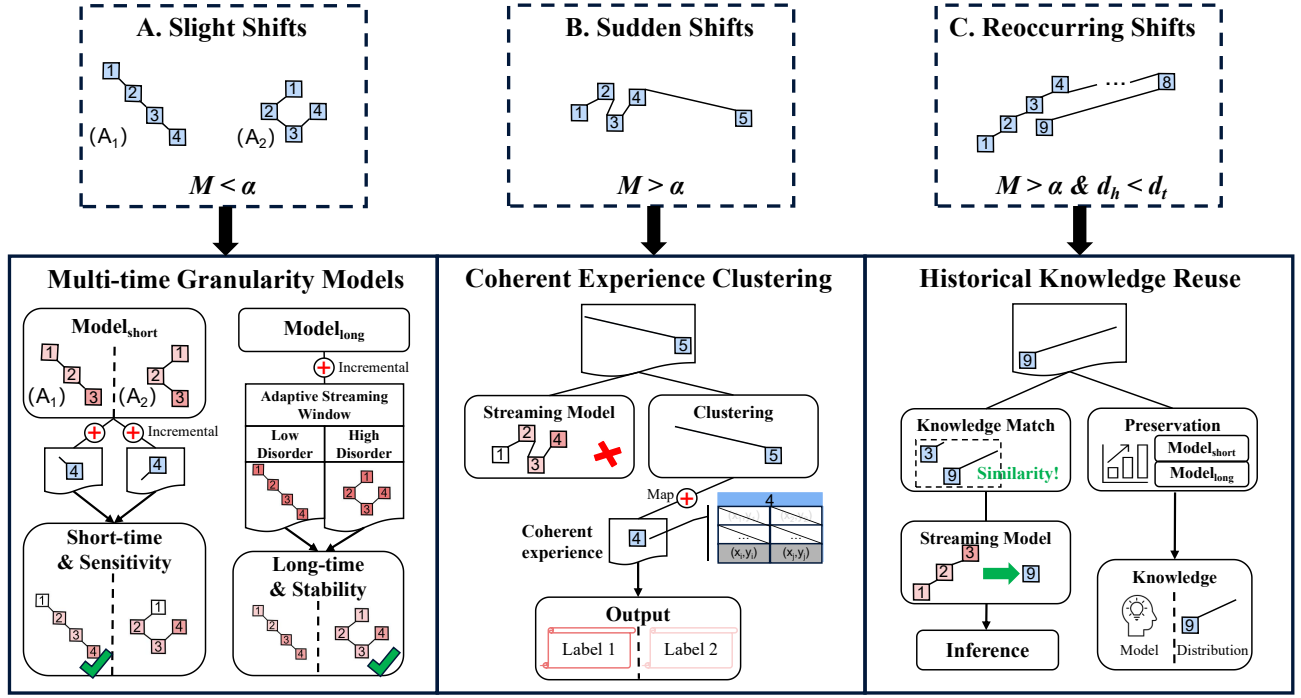 A. Slight Shifts
1
2
3
4
(A₁)
1
2
4
3
(A₂)
M < α
B. Sudden Shifts
2
4
1
3
5
M > α
C. Reoccurring Shifts
4
...
8
3
2
9
1
M > α & dₕ < dₜ
Multi-time Granularity Models
Model_short
1
2
3
(A₁)
1
2
3
(A₂)
Incremental
4
4
Short-time
& Sensitivity
1
2
3
4
1
2
4
3
Model_long
Incremental
Adaptive Streaming
Window
Low
Disorder
High
Disorder
1
2
3
4
1
2
4
3
Long-time
& Stability
1
2
3
4
1
2
4
3
Coherent Experience Clustering
5
Streaming Model
2
4
1
3
Clustering
5
Map
Coherent
experience
4
4
...
...
(xᵢ,yᵢ)
(xⱼ,yⱼ)
Output
Label 1
Label 2
Historical Knowledge Reuse
9
Knowledge Match
3
9
Similarity!
Preservation
Model_short
Model_long
Streaming Model
3
2
1
9
Inference
Knowledge
9
Model
Distribution